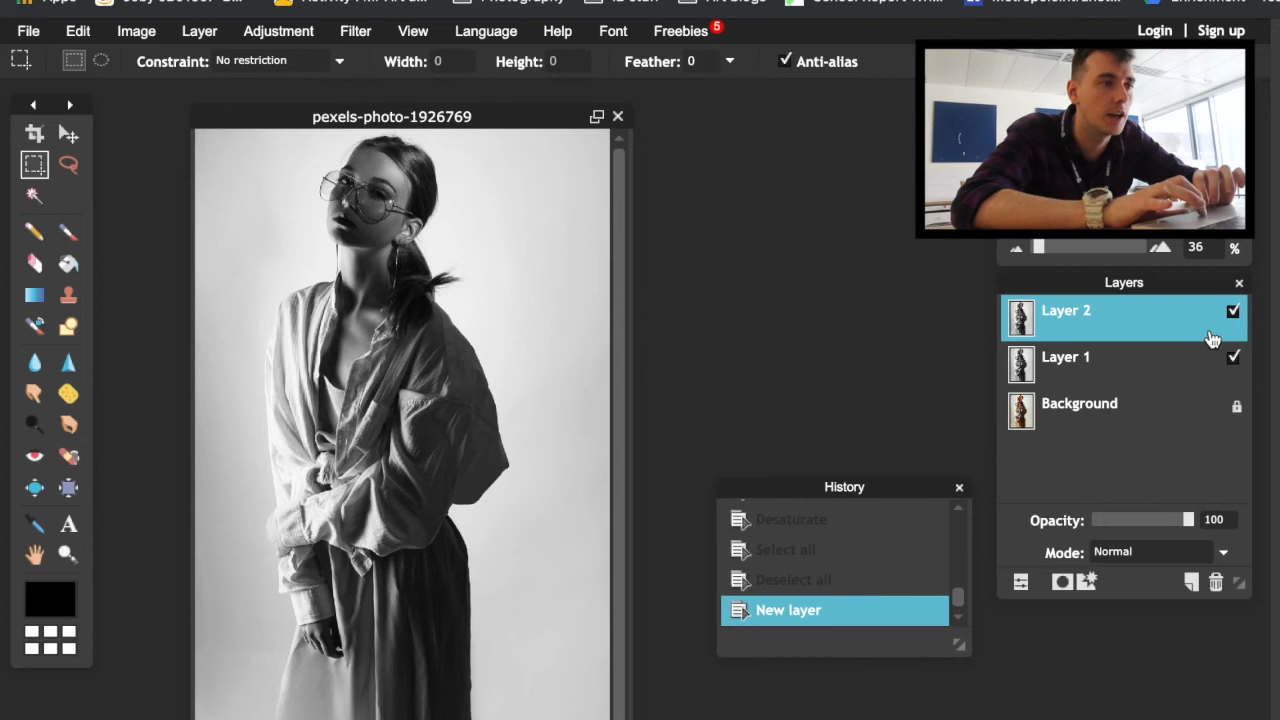 Apps
File Edit Image Layer Adjustment Filter View Language Help Font Freebies 5 Login | Sign up
Constraint: No restriction Width: 0 Height: 0 Feather: 0 Anti-alias
pexels-photo-1926769
36 %
Layers
Layer 2
Layer 1
Background
History
Desaturate
Select all
Deselect all
New layer
Opacity: 100
Mode: Normal
A